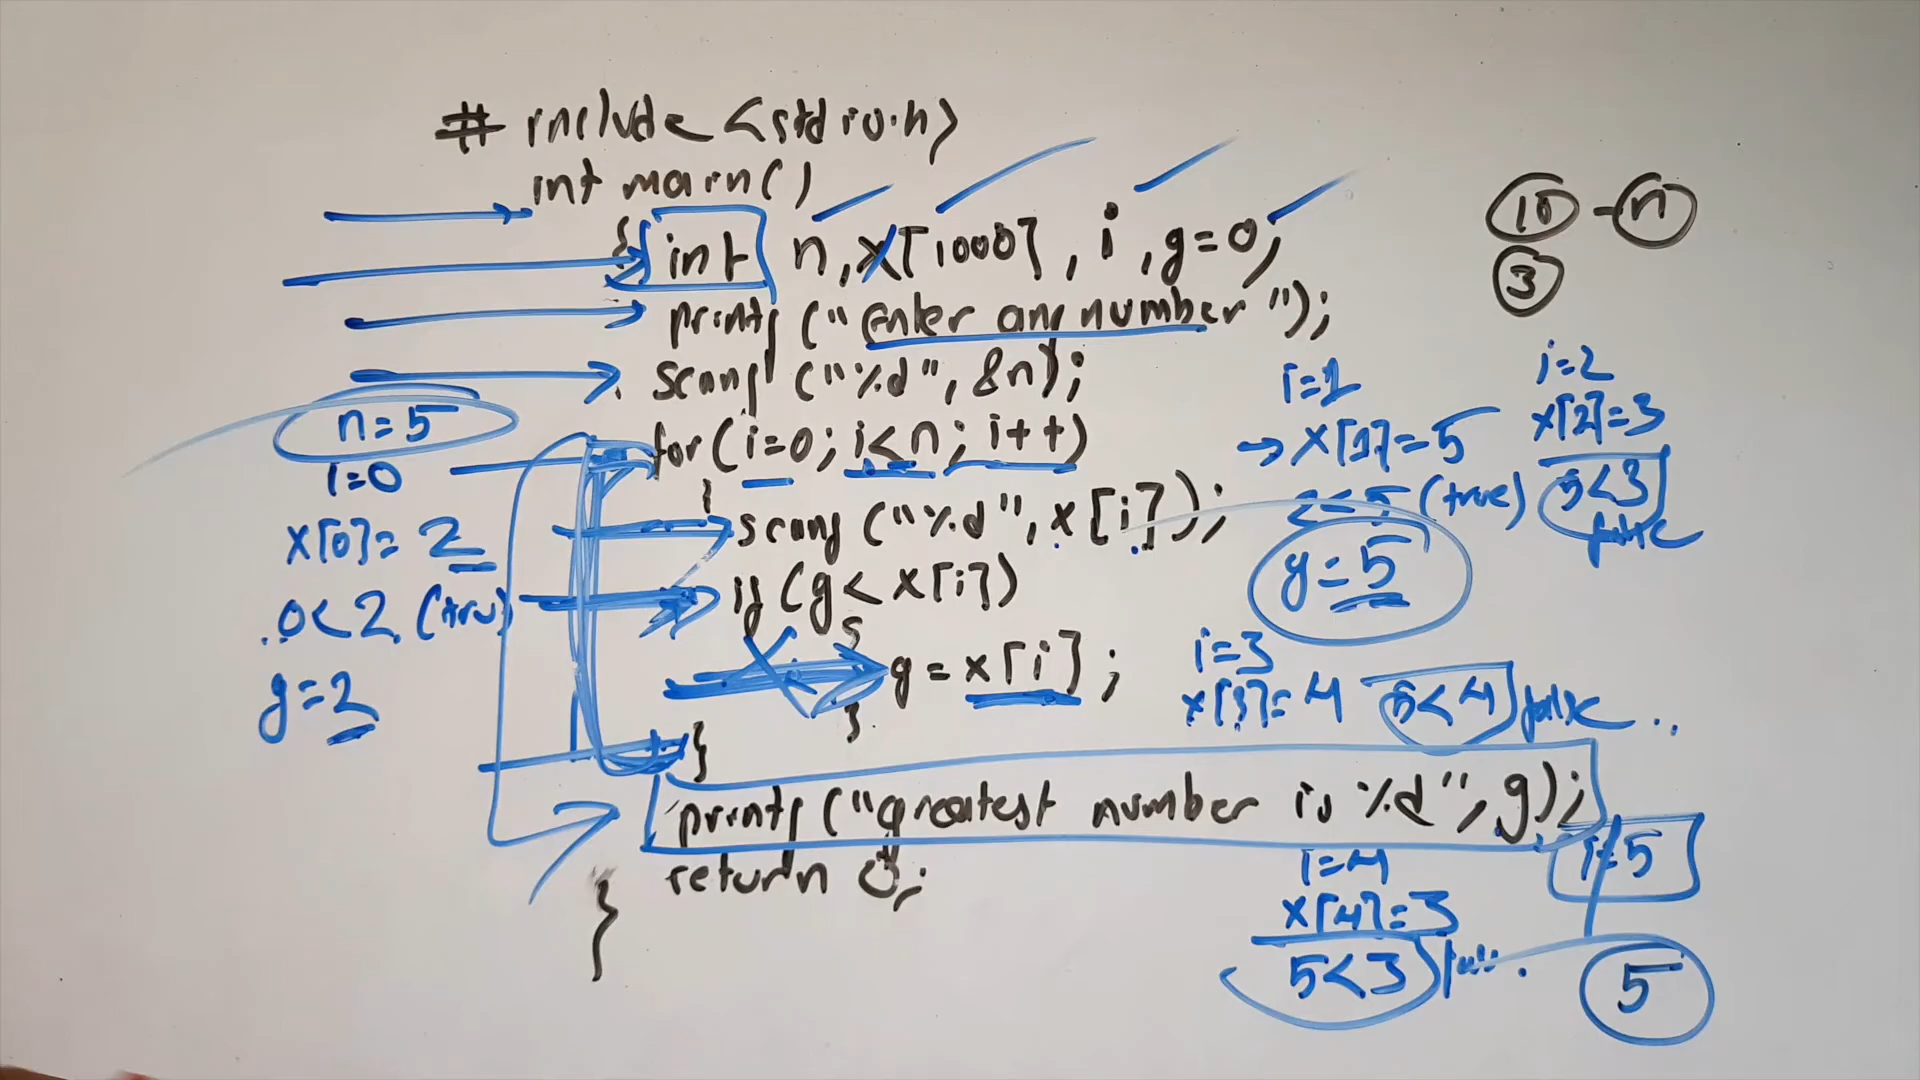 # include <stdio.h>
int main()
{ int n, x[1000], i, g=0;
printf ("Enter any number");
scanf ("%d", &n);
for (i=0; i<n; i++)
{
scanf ("%d", x[i]);
if (g < x[i])
{
g = x[i];
}
}
printf ("greatest number is %d", g);
return 0;
}
n=5
i=0
x[0]= 2
0<2 (tru)
g=2
10 - n
3
i=1
→ x[1]=5
2<5 (true)
g=5
i=2
x[2]=3
5<3
false
i=3
x[3]=4 5<4 false
i=4
x[4]=3
5<3
i=5
5